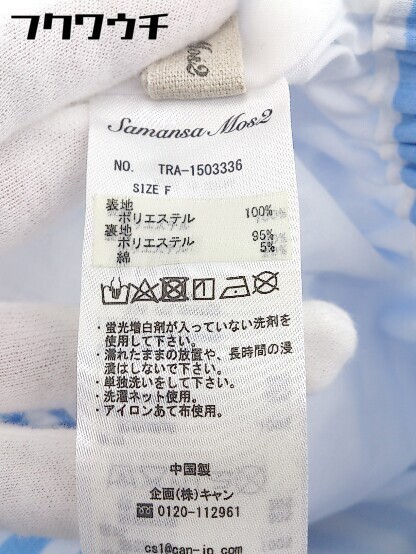 フクワウチ
Mos2
Samansa Mos2
NO. TRA-1503336
SIZE F
表地
ポリエステル 100%
裏地
ポリエステル 95%
綿 5%
・蛍光増白剤が入っていない洗剤を
使用して下さい。
・濡れたままの放置や、長時間の浸
漬はしないで下さい。
・単独洗いをして下さい。
・洗濯ネット使用。
・アイロンあて布使用。
中国製
企画(株)キャン
☎0120-112961
cs1@can-jp.com